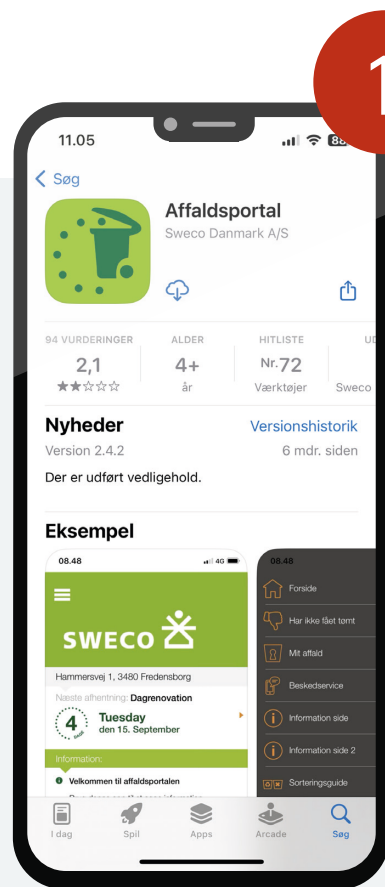 1
11.05
Søg
Affaldsportal
Sweco Danmark A/S
94 VURDERINGER
ALDER
HITLISTE
2,1
4+
Nr.72
★★☆☆☆
år
Værktøjer
Sweco
Nyheder
Versionshistorik
Version 2.4.2
6 mdr. siden
Der er udført vedligehold.
Eksempel
08.48
4G
SWECO
Hammersvej 1, 3480 Fredensborg
Næste afhentning: Dagrenovation
4
DAGE
Tuesday
den 15. September
Information:
Velkommen til affaldsportalen
08.48
Forside
Har ikke fået tømt
Mit affald
Beskedservice
Information side
Information side 2
Sorteringsguide
I dag
Spil
Apps
Arcade
Søg